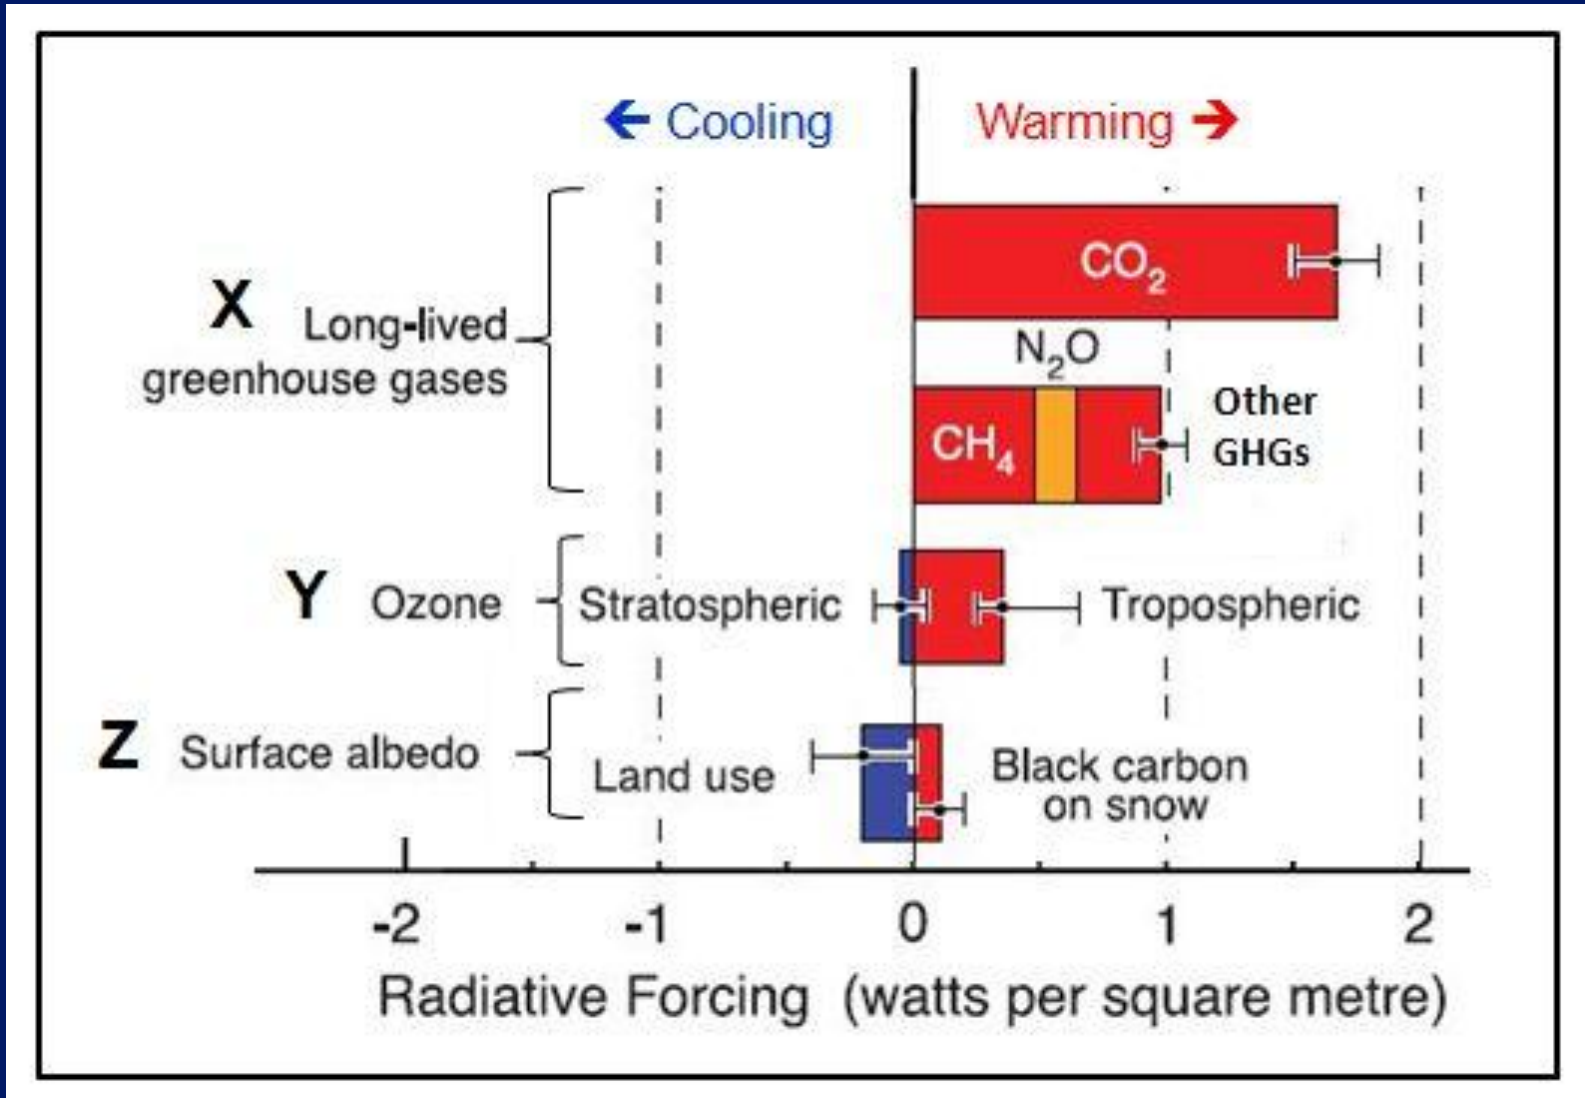 ← Cooling
Warming →
X Long-lived
greenhouse gases
CO₂
N₂O
CH₄
Other
GHGs
Y Ozone
Stratospheric
Tropospheric
Z Surface albedo
Land use
Black carbon
on snow
-2 -1 0 1 2
Radiative Forcing (watts per square metre)